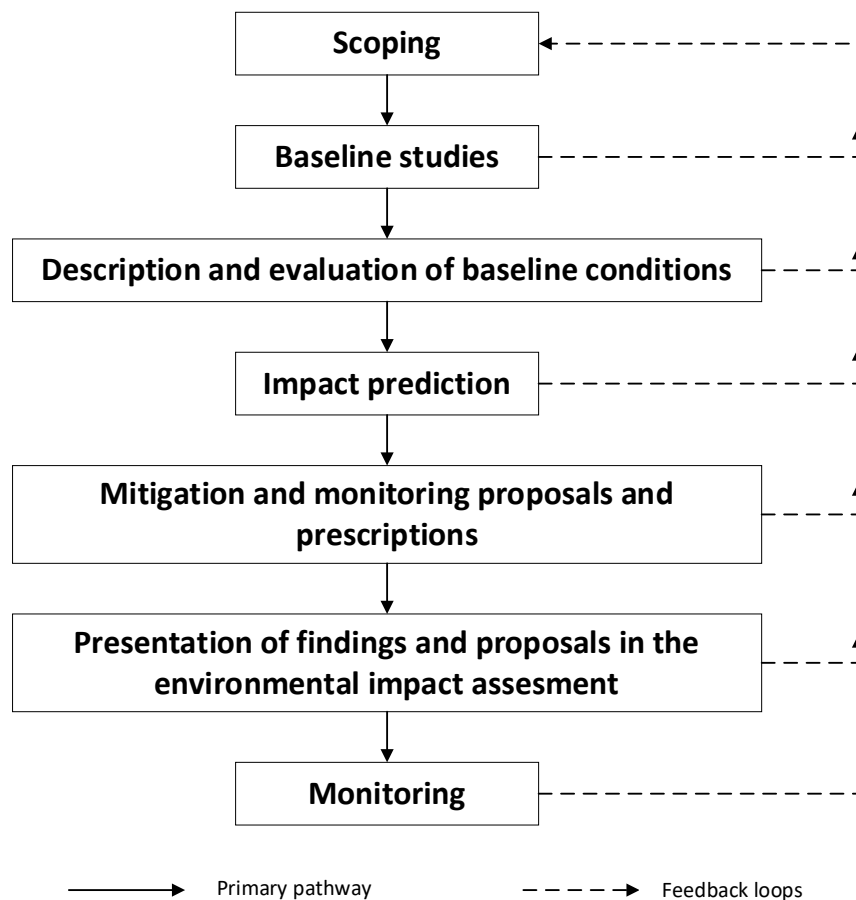 Scoping
Baseline studies
Description and evaluation of baseline conditions
Impact prediction
Mitigation and monitoring proposals and
prescriptions
Presentation of findings and proposals in the
environmental impact assesment
Monitoring
Primary pathway
Feedback loops